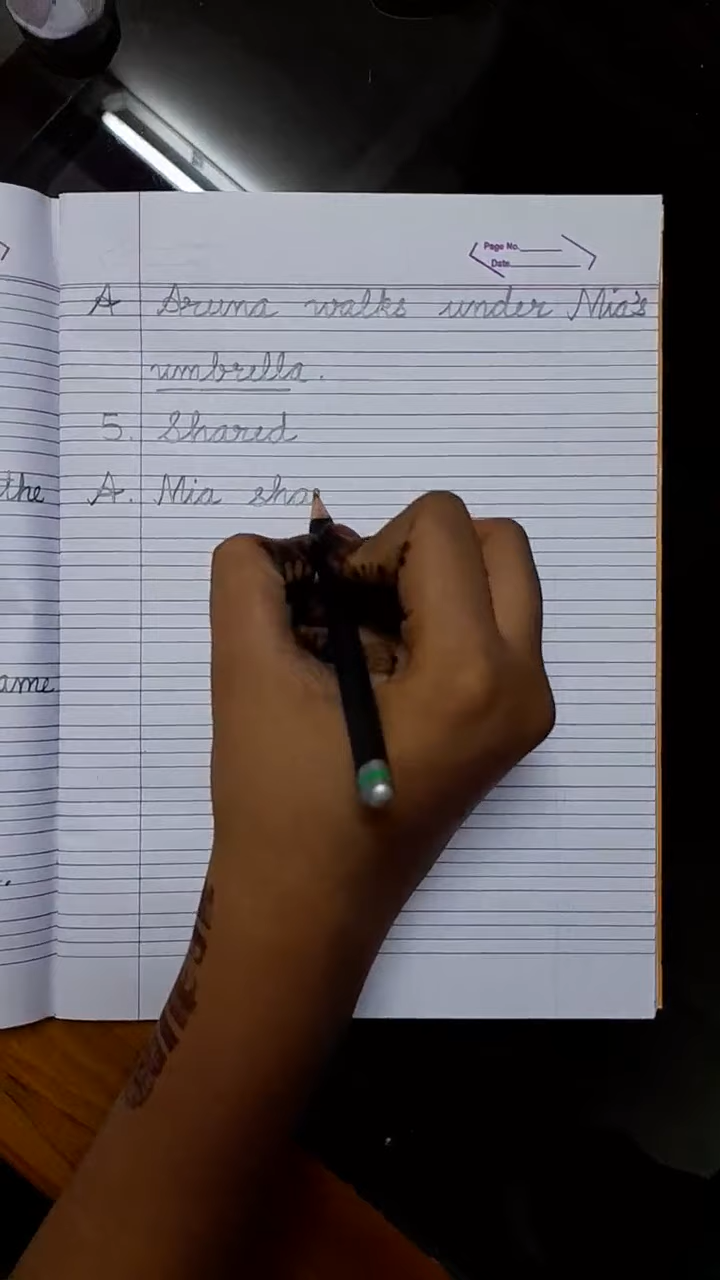 Page No.
Date
A Aruna walks under Mia's
umbrella.
5. Shared
the
A. Mia sha
ame